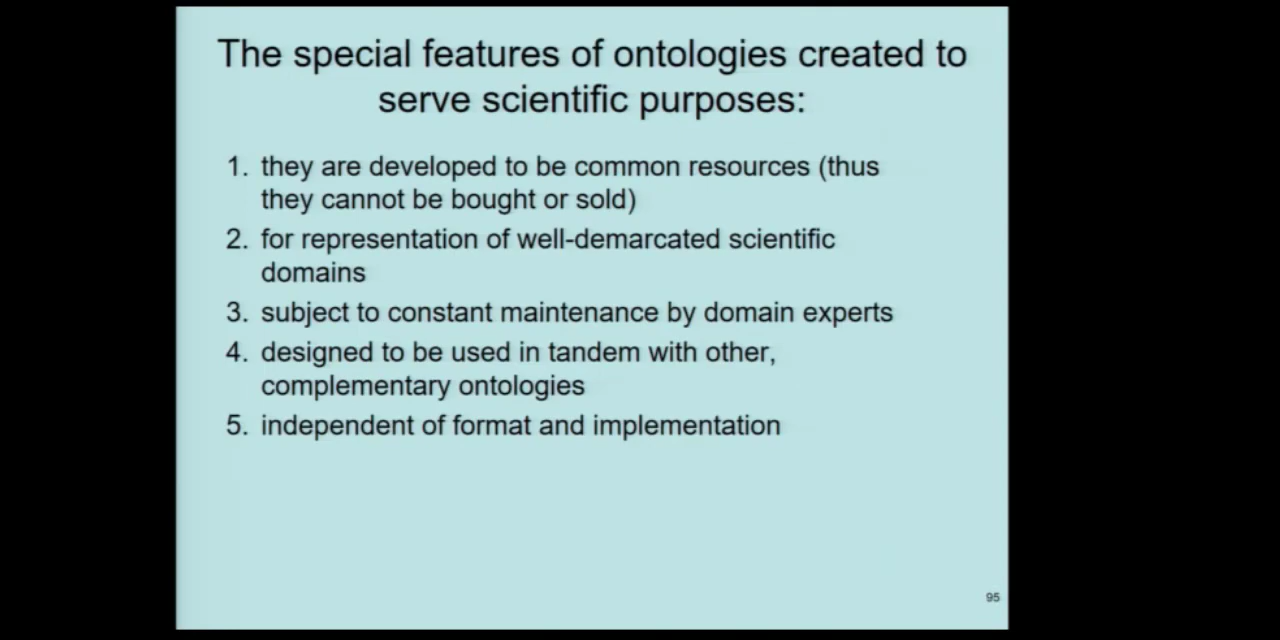 The special features of ontologies created to
serve scientific purposes:
1. they are developed to be common resources (thus
they cannot be bought or sold)
2. for representation of well-demarcated scientific
domains
3. subject to constant maintenance by domain experts
4. designed to be used in tandem with other,
complementary ontologies
5. independent of format and implementation
95